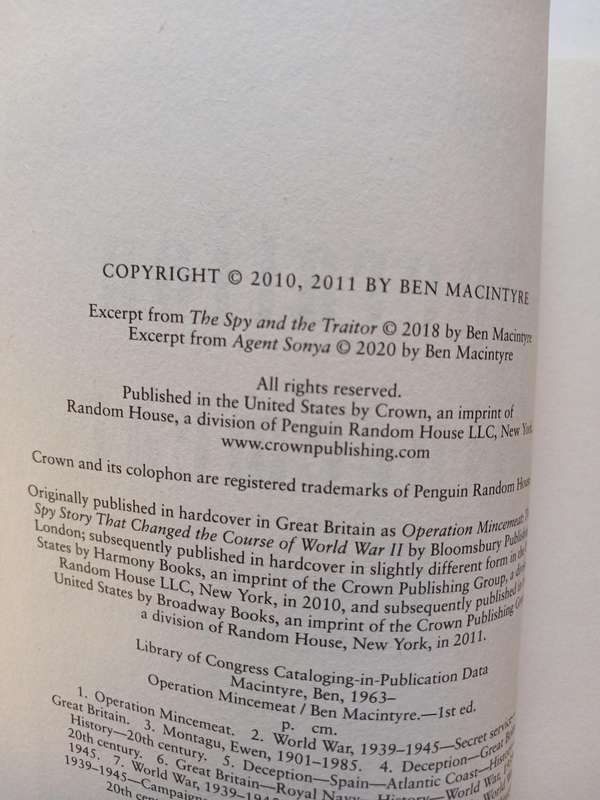 COPYRIGHT © 2010, 2011 BY BEN MACINTYRE
Excerpt from The Spy and the Traitor © 2018 by Ben Macintyre
Excerpt from Agent Sonya © 2020 by Ben Macintyre
All rights reserved.
Published in the United States by Crown, an imprint of
Random House, a division of Penguin Random House LLC, New York.
www.crownpublishing.com
Crown and its colophon are registered trademarks of Penguin Random House
Originally published in hardcover in Great Britain as Operation Mincemeat:
Spy Story That Changed the Course of World War II by Bloomsbury
London; subsequently published in hardcover in slightly different form in the
States by Harmony Books, an imprint of the Crown Publishing Group, a
Random House LLC, New York, in 2010, and subsequently published in
United States by Broadway Books, an imprint of the Crown Publishing
a division of Random House, New York, in 2011.
Library of Congress Cataloging-in-Publication Data
Macintyre, Ben, 1963–
Operation Mincemeat / Ben Macintyre.—1st ed.
p. cm.
1. Operation Mincemeat. 2. World War, 1939–1945—Secret service—
Great Britain. 3. Montagu, Ewen, 1901–1985. 4. Deception—Great
History—20th century. 5. Deception—Spain—Atlantic Coast—History—
20th century. 6. Great Britain—Royal Navy—History—World War,
1945. 7. World War, 1939–1945—
1939–1945—Campaigns
20th